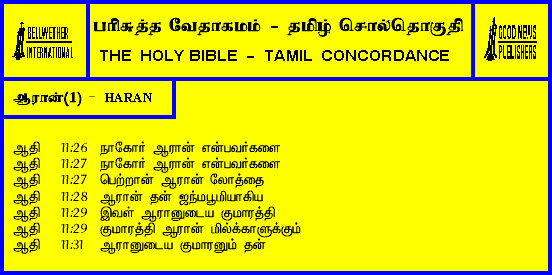 BELLWETHER
INTERNATIONAL
பரிசுத்த வேதாகமம் - தமிழ் சொல்தொகுதி
THE HOLY BIBLE - TAMIL CONCORDANCE
GOOD NEWS
PUBLISHERS
ஆரான்(1) - HARAN
ஆதி 11:26 நாகோர் ஆரான் என்பவர்களை
ஆதி 11:27 நாகோர் ஆரான் என்பவர்களை
ஆதி 11:27 பெற்றான் ஆரான் லோத்தை
ஆதி 11:28 ஆரான் தன் ஜந்மபூமியாகிய
ஆதி 11:29 இவள் ஆரானுடைய குமாரத்தி
ஆதி 11:29 குமாரத்தி ஆரான் மில்க்காளுக்கும்
ஆதி 11:31 ஆரானுடைய குமாரனும் தன்